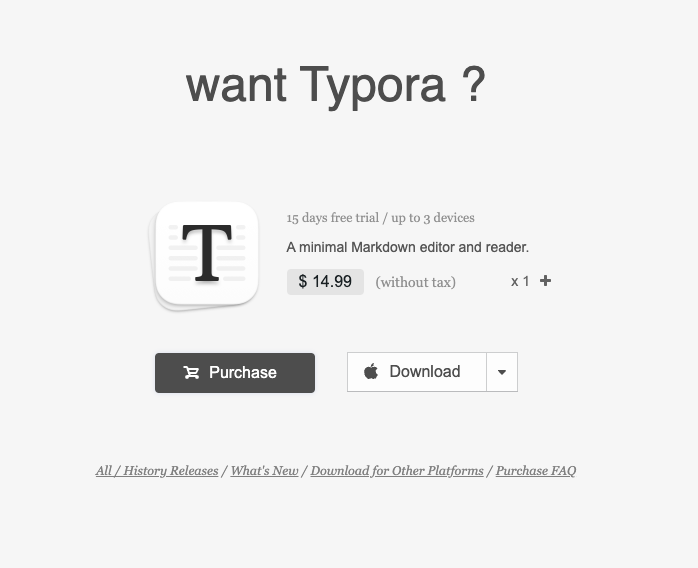 want Typora ?
T
15 days free trial / up to 3 devices
A minimal Markdown editor and reader.
$ 14.99 (without tax) x 1 +
Purchase
Download
All / History Releases / What's New / Download for Other Platforms / Purchase FAQ